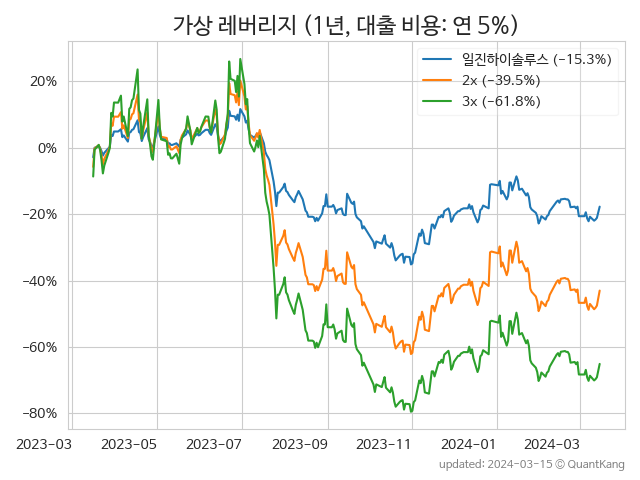 가상 레버리지 (1년, 대출 비용: 연 5%)
일진하이솔루스 (−15.3%)
2x (−39.5%)
3x (−61.8%)
20%
0%
−20%
−40%
−60%
−80%
2023−03 2023−05 2023−07 2023−09 2023−11 2024−01 2024−03
updated: 2024−03−15 ⓒ QuantKang